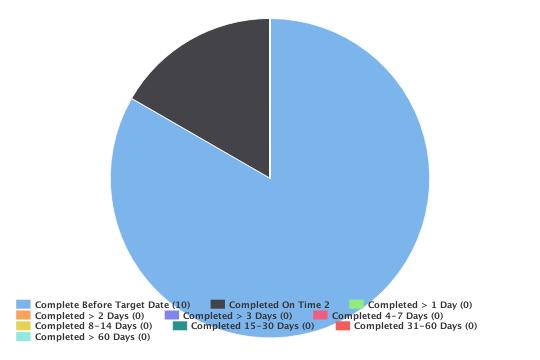 Complete Before Target Date (10) Completed On Time 2 Completed > 1 Day (0)
Completed > 2 Days (0) Completed > 3 Days (0) Completed 4-7 Days (0)
Completed 8-14 Days (0) Completed 15-30 Days (0) Completed 31-60 Days (0)
Completed > 60 Days (0)